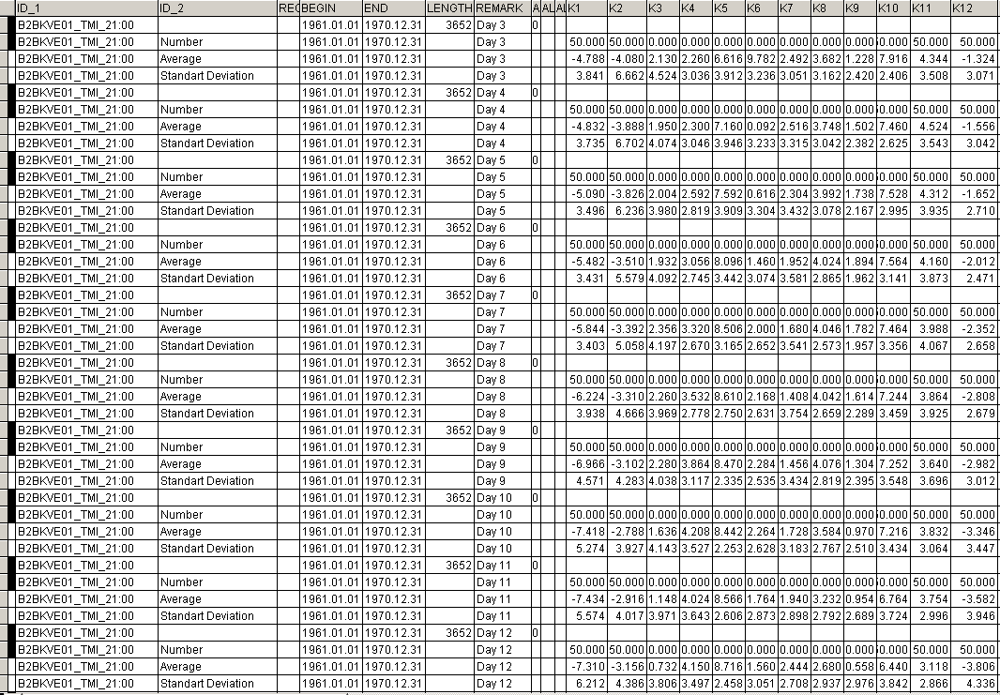 ID_1 ID_2 REC BEGIN END LENGTH REMARK A AL AL K1 K2 K3 K4 K5 K6 K7 K8 K9 K10 K11 K12
B2BKVE01_TMI_21:00 1961.01.01 1970.12.31 3652 Day 3 0
B2BKVE01_TMI_21:00 Number 1961.01.01 1970.12.31 Day 3 50.000 50.000 0.000 0.000 0.000 0.000 0.000 0.000 0.000 0.000 50.000 50.000
B2BKVE01_TMI_21:00 Average 1961.01.01 1970.12.31 Day 3 -4.788 -4.080 2.130 2.260 6.616 9.782 2.492 3.682 1.228 7.916 4.344 -1.324
B2BKVE01_TMI_21:00 Standart Deviation 1961.01.01 1970.12.31 Day 3 3.841 6.662 4.524 3.036 3.912 3.236 3.051 3.162 2.420 2.406 3.508 3.071
B2BKVE01_TMI_21:00 1961.01.01 1970.12.31 3652 Day 4 0
B2BKVE01_TMI_21:00 Number 1961.01.01 1970.12.31 Day 4 50.000 50.000 0.000 0.000 0.000 0.000 0.000 0.000 0.000 0.000 50.000 50.000
B2BKVE01_TMI_21:00 Average 1961.01.01 1970.12.31 Day 4 -4.832 -3.888 1.950 2.300 7.160 0.092 2.516 3.748 1.502 7.460 4.524 -1.556
B2BKVE01_TMI_21:00 Standart Deviation 1961.01.01 1970.12.31 Day 4 3.735 6.702 4.074 3.046 3.946 3.233 3.315 3.042 2.382 2.625 3.543 3.042
B2BKVE01_TMI_21:00 1961.01.01 1970.12.31 3652 Day 5 0
B2BKVE01_TMI_21:00 Number 1961.01.01 1970.12.31 Day 5 50.000 50.000 0.000 0.000 0.000 0.000 0.000 0.000 0.000 0.000 50.000 50.000
B2BKVE01_TMI_21:00 Average 1961.01.01 1970.12.31 Day 5 -5.090 -3.826 2.004 2.592 7.592 0.616 2.304 3.992 1.738 7.528 4.312 -1.652
B2BKVE01_TMI_21:00 Standart Deviation 1961.01.01 1970.12.31 Day 5 3.496 6.236 3.980 2.819 3.909 3.304 3.432 3.078 2.167 2.995 3.935 2.710
B2BKVE01_TMI_21:00 1961.01.01 1970.12.31 3652 Day 6 0
B2BKVE01_TMI_21:00 Number 1961.01.01 1970.12.31 Day 6 50.000 50.000 0.000 0.000 0.000 0.000 0.000 0.000 0.000 0.000 50.000 50.000
B2BKVE01_TMI_21:00 Average 1961.01.01 1970.12.31 Day 6 -5.482 -3.510 1.932 3.056 8.096 1.460 1.952 4.024 1.894 7.564 4.160 -2.012
B2BKVE01_TMI_21:00 Standart Deviation 1961.01.01 1970.12.31 Day 6 3.431 5.579 4.092 2.745 3.442 3.074 3.581 2.865 1.962 3.141 3.873 2.471
B2BKVE01_TMI_21:00 1961.01.01 1970.12.31 3652 Day 7 0
B2BKVE01_TMI_21:00 Number 1961.01.01 1970.12.31 Day 7 50.000 50.000 0.000 0.000 0.000 0.000 0.000 0.000 0.000 0.000 50.000 50.000
B2BKVE01_TMI_21:00 Average 1961.01.01 1970.12.31 Day 7 -5.844 -3.392 2.356 3.320 8.506 2.000 1.680 4.046 1.782 7.464 3.988 -2.352
B2BKVE01_TMI_21:00 Standart Deviation 1961.01.01 1970.12.31 Day 7 3.403 5.058 4.197 2.670 3.165 2.652 3.541 2.573 1.957 3.356 4.067 2.658
B2BKVE01_TMI_21:00 1961.01.01 1970.12.31 3652 Day 8 0
B2BKVE01_TMI_21:00 Number 1961.01.01 1970.12.31 Day 8 50.000 50.000 0.000 0.000 0.000 0.000 0.000 0.000 0.000 0.000 50.000 50.000
B2BKVE01_TMI_21:00 Average 1961.01.01 1970.12.31 Day 8 -6.224 -3.310 2.260 3.532 8.610 2.168 1.408 4.042 1.614 7.244 3.864 -2.808
B2BKVE01_TMI_21:00 Standart Deviation 1961.01.01 1970.12.31 Day 8 3.938 4.666 3.969 2.778 2.750 2.631 3.754 2.659 2.289 3.459 3.925 2.679
B2BKVE01_TMI_21:00 1961.01.01 1970.12.31 3652 Day 9 0
B2BKVE01_TMI_21:00 Number 1961.01.01 1970.12.31 Day 9 50.000 50.000 0.000 0.000 0.000 0.000 0.000 0.000 0.000 0.000 50.000 50.000
B2BKVE01_TMI_21:00 Average 1961.01.01 1970.12.31 Day 9 -6.966 -3.102 2.280 3.864 8.470 2.284 1.456 4.076 1.304 7.252 3.640 -2.982
B2BKVE01_TMI_21:00 Standart Deviation 1961.01.01 1970.12.31 Day 9 4.571 4.283 4.038 3.117 2.335 2.535 3.434 2.819 2.395 3.548 3.696 3.012
B2BKVE01_TMI_21:00 1961.01.01 1970.12.31 3652 Day 10 0
B2BKVE01_TMI_21:00 Number 1961.01.01 1970.12.31 Day 10 50.000 50.000 0.000 0.000 0.000 0.000 0.000 0.000 0.000 0.000 50.000 50.000
B2BKVE01_TMI_21:00 Average 1961.01.01 1970.12.31 Day 10 -7.418 -2.788 1.636 4.208 8.442 2.264 1.728 3.584 0.970 7.216 3.832 -3.346
B2BKVE01_TMI_21:00 Standart Deviation 1961.01.01 1970.12.31 Day 10 5.274 3.927 4.143 3.527 2.253 2.628 3.183 2.767 2.510 3.434 3.064 3.447
B2BKVE01_TMI_21:00 1961.01.01 1970.12.31 3652 Day 11 0
B2BKVE01_TMI_21:00 Number 1961.01.01 1970.12.31 Day 11 50.000 50.000 0.000 0.000 0.000 0.000 0.000 0.000 0.000 0.000 50.000 50.000
B2BKVE01_TMI_21:00 Average 1961.01.01 1970.12.31 Day 11 -7.434 -2.916 1.148 4.024 8.566 1.764 1.940 3.232 0.954 6.764 3.754 -3.582
B2BKVE01_TMI_21:00 Standart Deviation 1961.01.01 1970.12.31 Day 11 5.574 4.017 3.971 3.643 2.606 2.873 2.898 2.792 2.689 3.724 2.996 3.946
B2BKVE01_TMI_21:00 1961.01.01 1970.12.31 3652 Day 12 0
B2BKVE01_TMI_21:00 Number 1961.01.01 1970.12.31 Day 12 50.000 50.000 0.000 0.000 0.000 0.000 0.000 0.000 0.000 0.000 50.000 50.000
B2BKVE01_TMI_21:00 Average 1961.01.01 1970.12.31 Day 12 -7.310 -3.156 0.732 4.150 8.716 1.560 2.444 2.680 0.558 6.440 3.118 -3.806
B2BKVE01_TMI_21:00 Standart Deviation 1961.01.01 1970.12.31 Day 12 6.212 4.386 3.806 3.497 2.458 3.051 2.708 2.937 2.976 3.842 2.866 4.336